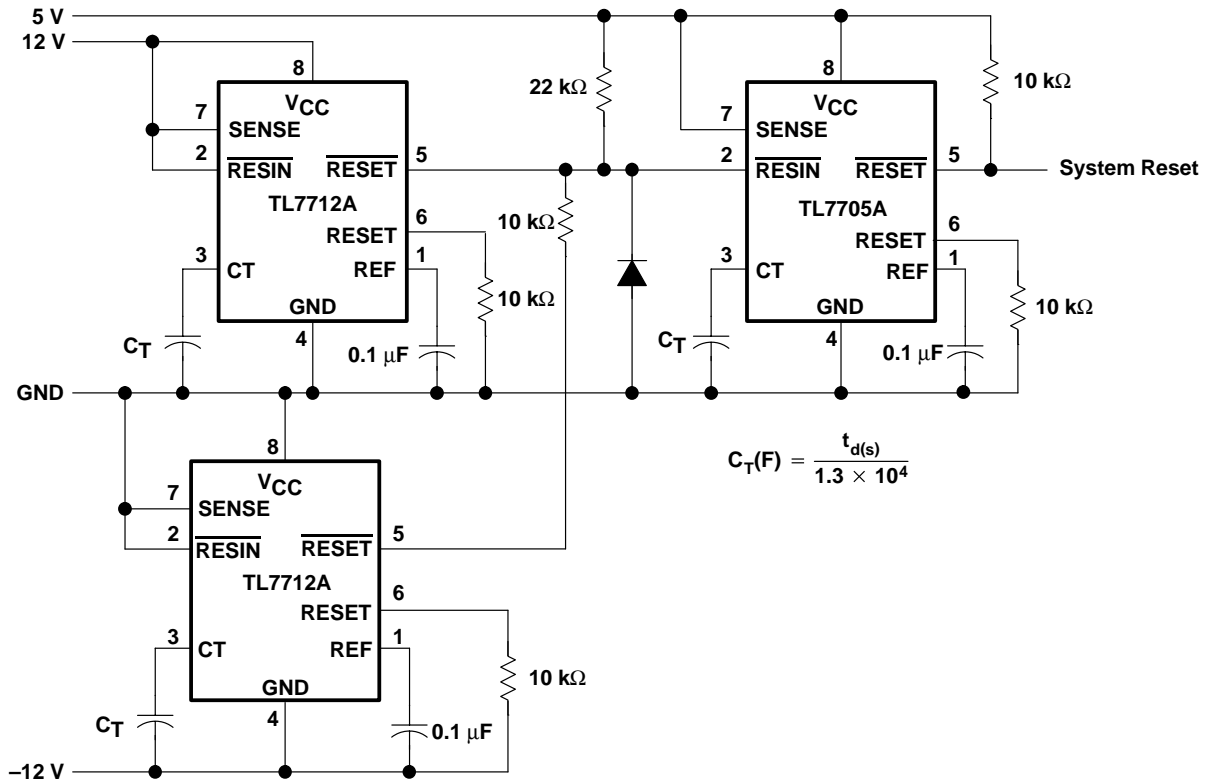 5 V
12 V
8
VCC
7
SENSE
2
RESIN
RESET
5
TL7712A
6
RESET
3
CT
REF
1
GND
4
CT
0.1 μF
10 kΩ
22 kΩ
10 kΩ
8
VCC
7
SENSE
2
RESIN
RESET
5
TL7705A
6
RESET
3
CT
REF
1
GND
4
CT
0.1 μF
10 kΩ
10 kΩ
System Reset
GND
8
VCC
7
SENSE
2
RESIN
RESET
5
TL7712A
6
RESET
3
CT
REF
1
GND
4
CT
0.1 μF
10 kΩ
–12 V
CT(F) = td(s) / 1.3 × 10⁴